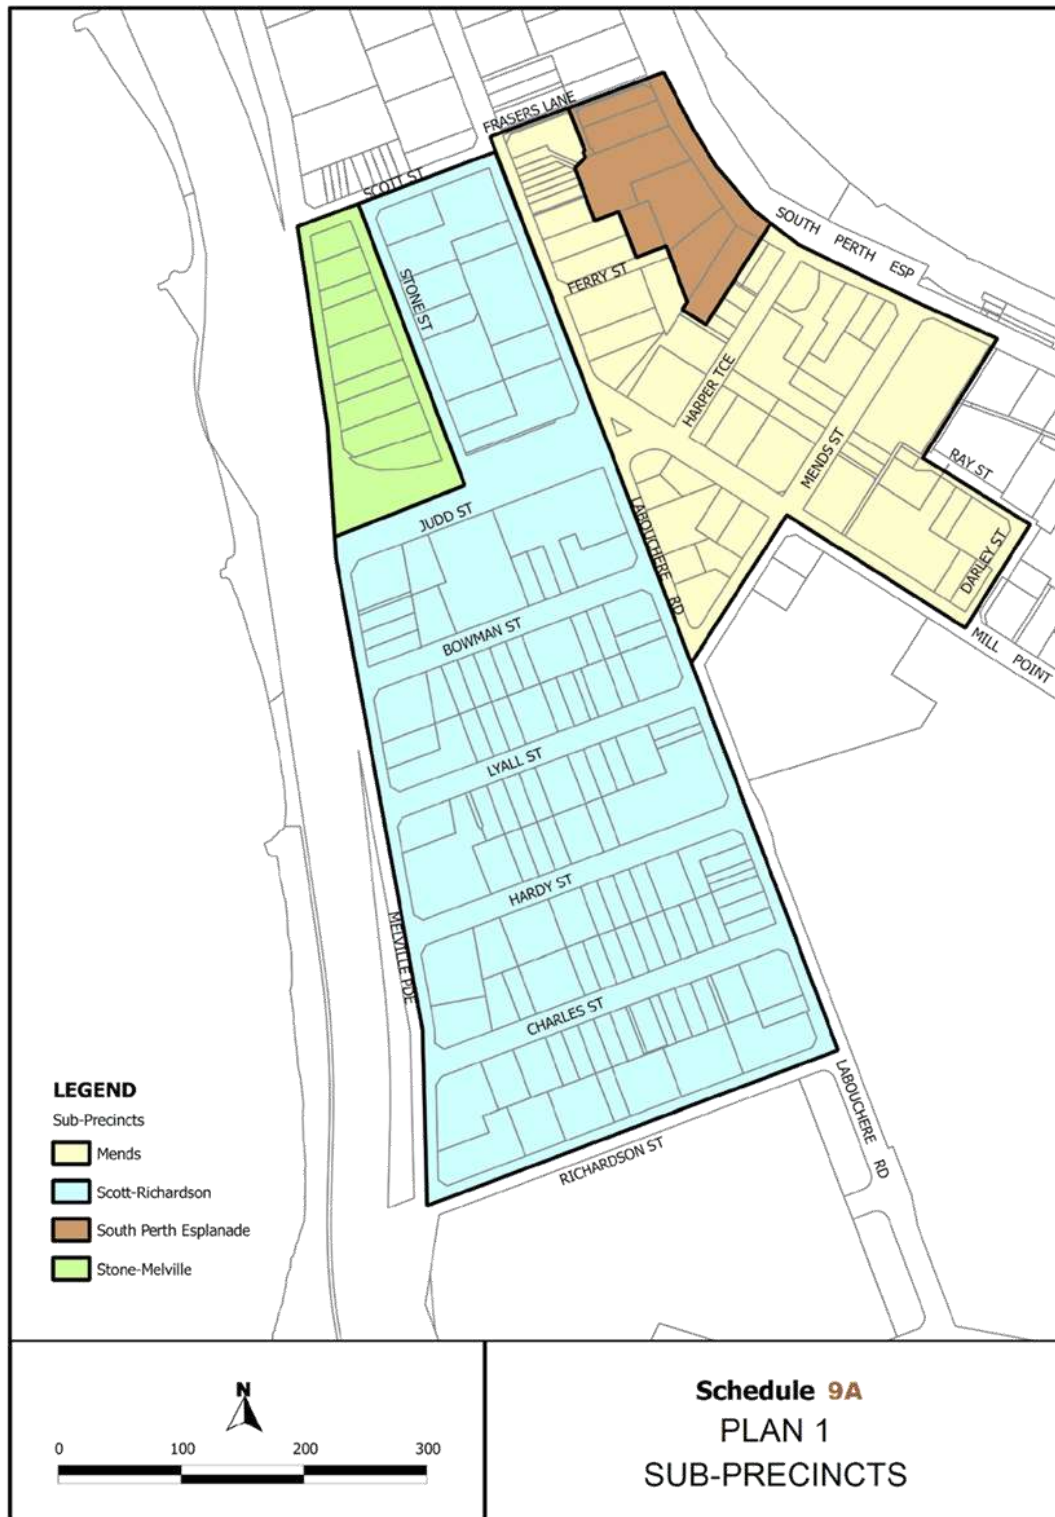 FRASERS LANE
SCOTT ST
SOUTH PERTH ESP
STONE ST
FERRY ST
HARPER TCE
MENDS ST
RAY ST
JUDD ST
LABOUCHERE RD
DARLEY ST
BOWMAN ST
MILL POINT
LYALL ST
HARDY ST
MELVILLE PDE
CHARLES ST
LABOUCHERE RD
RICHARDSON ST
LEGEND
Sub-Precincts
Mends
Scott-Richardson
South Perth Esplanade
Stone-Melville
N
0 100 200 300
Schedule 9A
PLAN 1
SUB-PRECINCTS